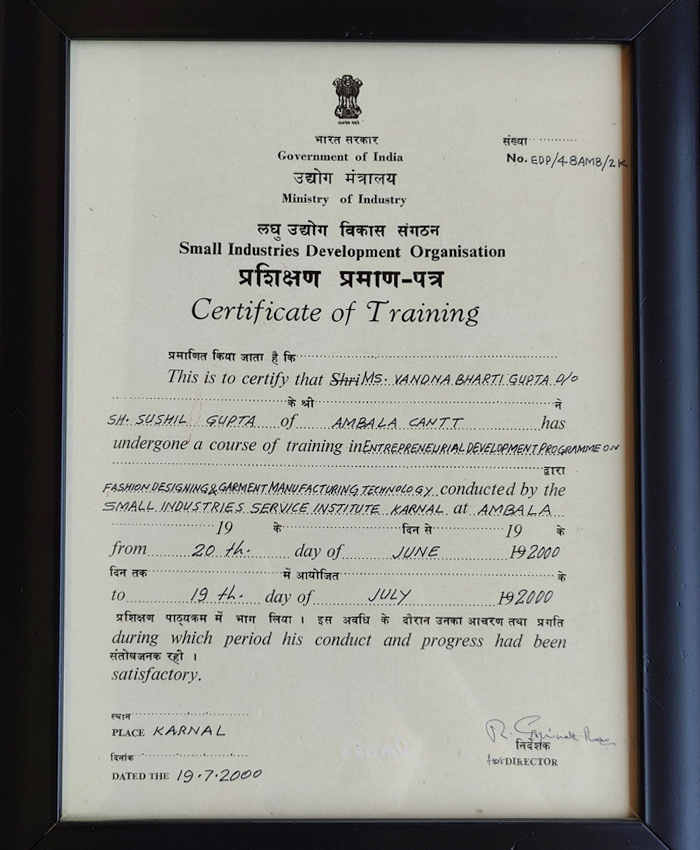 भारत सरकार
Government of India
उद्योग मंत्रालय
Ministry of Industry
संख्या
No. EDP/48AMB/2K
लघु उद्योग विकास संगठन
Small Industries Development Organisation
प्रशिक्षण प्रमाण-पत्र
Certificate of Training
प्रमाणित किया जाता है कि
This is to certify that Shri MS. VANDNA BHARTI GUPTA D/O
के श्री ने
SH. SUSHIL GUPTA of AMBALA CANTT has
undergone a course of training in ENTREPRENEURIAL DEVELOPMENT PROGRAMME ON
द्वारा
FASHION DESIGNING & GARMENT MANUFACTURING TECHNOLOGY conducted by the
SMALL INDUSTRIES SERVICE INSTITUTE KARNAL at AMBALA
19 के दिन से 19 के
from 20 th. day of JUNE 19 2000
दिन तक में आयोजित के
to 19 th. day of JULY 19 2000
प्रशिक्षण पाठ्यक्रम में भाग लिया । इस अवधि के दौरान उनका आचरण तथा प्रगति
during which period his conduct and progress had been
संतोषजनक रही ।
satisfactory.
स्थान
PLACE KARNAL
दिनांक
DATED THE 19.7.2000
निदेशक
for DIRECTOR